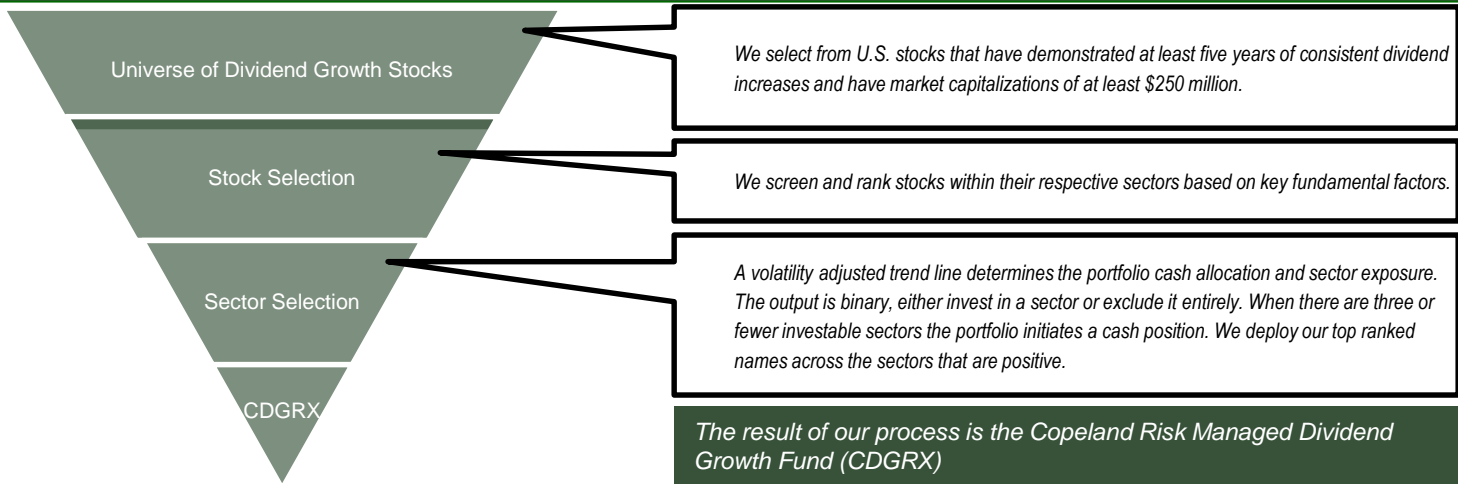 Universe of Dividend Growth Stocks
We select from U.S. stocks that have demonstrated at least five years of consistent dividend
increases and have market capitalizations of at least $250 million.
Stock Selection
We screen and rank stocks within their respective sectors based on key fundamental factors.
Sector Selection
A volatility adjusted trend line determines the portfolio cash allocation and sector exposure.
The output is binary, either invest in a sector or exclude it entirely. When there are three or
fewer investable sectors the portfolio initiates a cash position. We deploy our top ranked
names across the sectors that are positive.
CDGRX
The result of our process is the Copeland Risk Managed Dividend
Growth Fund (CDGRX)